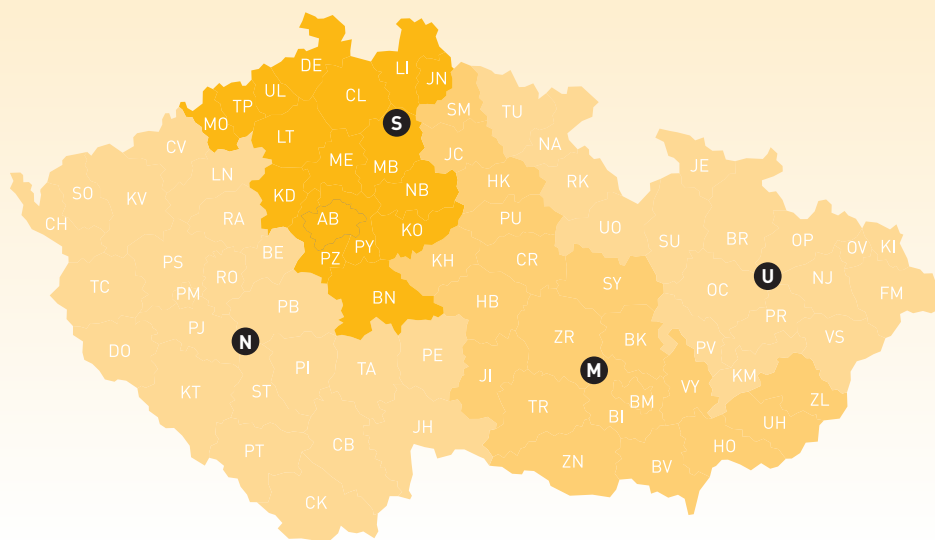 DE
LI
JN
UL
CL
TP
MO
S
SM
TU
LT
CV
ME
NA
JC
MB
JE
LN
HK
RK
SO
KV
KD
NB
CH
RA
AB
PU
UO
KO
BR
SU
OP
OV
KI
BE
PZ
PY
KH
CR
PS
RO
TC
PM
U
NJ
OC
FM
SY
BN
HB
PB
PJ
PR
N
ZR
BK
VS
DO
PV
PE
TA
PI
M
JI
KM
KT
ST
VY
TR
BM
BI
ZL
UH
JH
CB
PT
HO
ZN
BV
CK